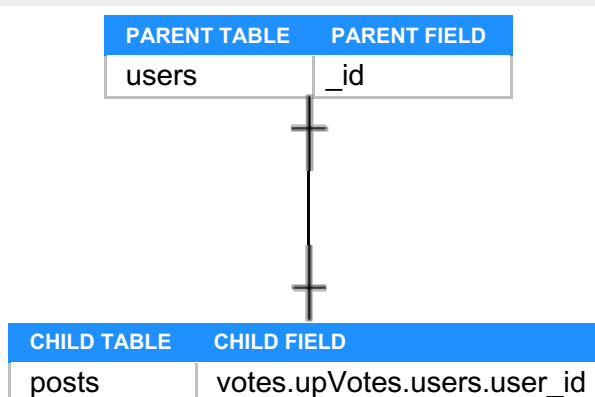 PARENT TABLE PARENT FIELD
users _id
CHILD TABLE CHILD FIELD
posts votes.upVotes.users.user_id